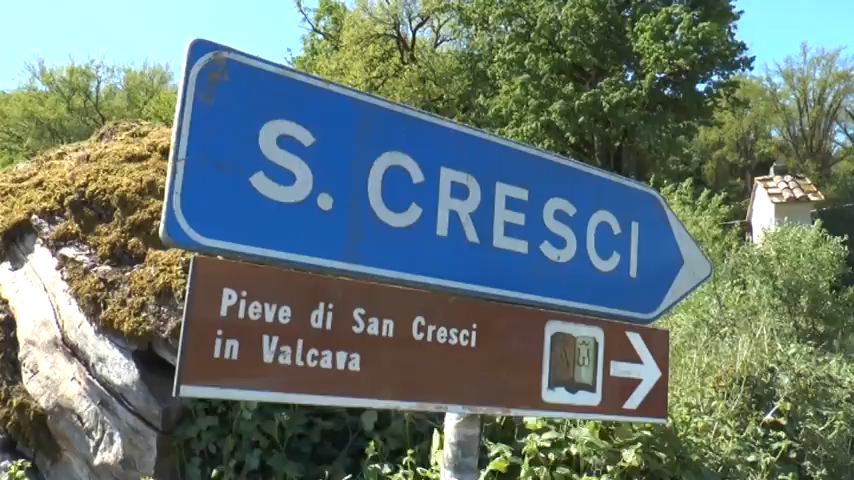 S. CRESCI
Pieve di San Cresci
in Valcava